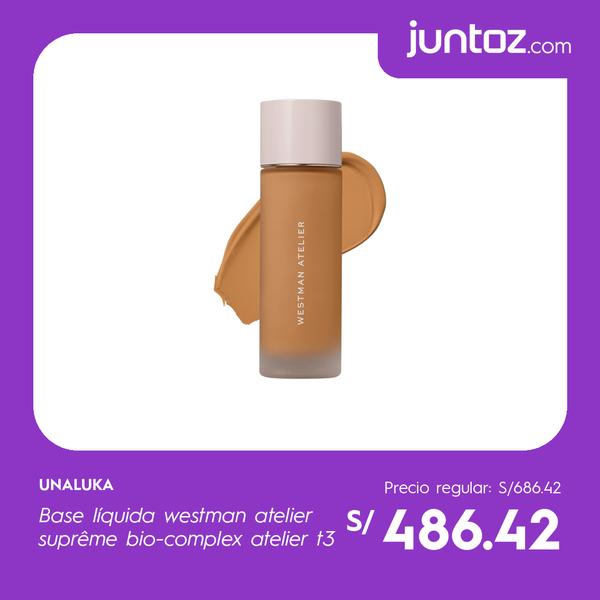 juntoz.com
WESTMAN ATELIER
UNALUKA
Base líquida westman atelier
suprême bio-complex atelier t3
Precio regular: S/686.42
S/ 486.42